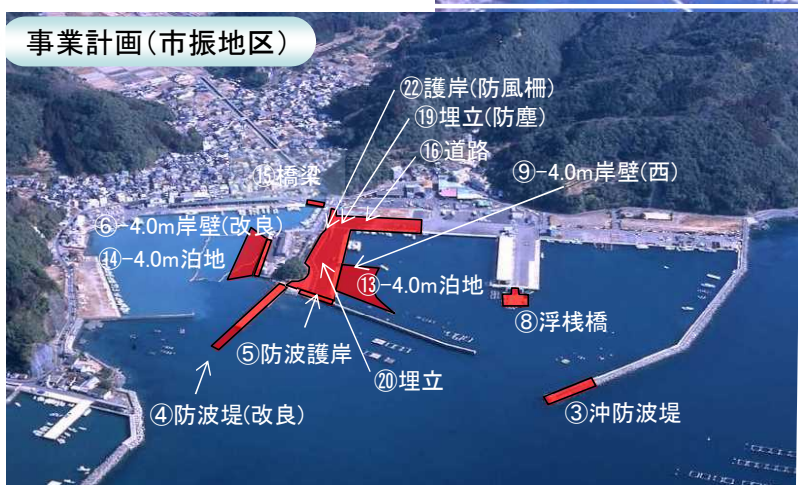 事業計画(市振地区)
㉒護岸(防風柵)
⑲埋立(防塵)
⑯道路
⑨-4.0m岸壁(西)
⑮橋梁
⑥-4.0m岸壁(改良)
⑭-4.0m泊地
⑬-4.0m泊地
⑧浮桟橋
⑤防波護岸
⑳埋立
④防波堤(改良)
③沖防波堤